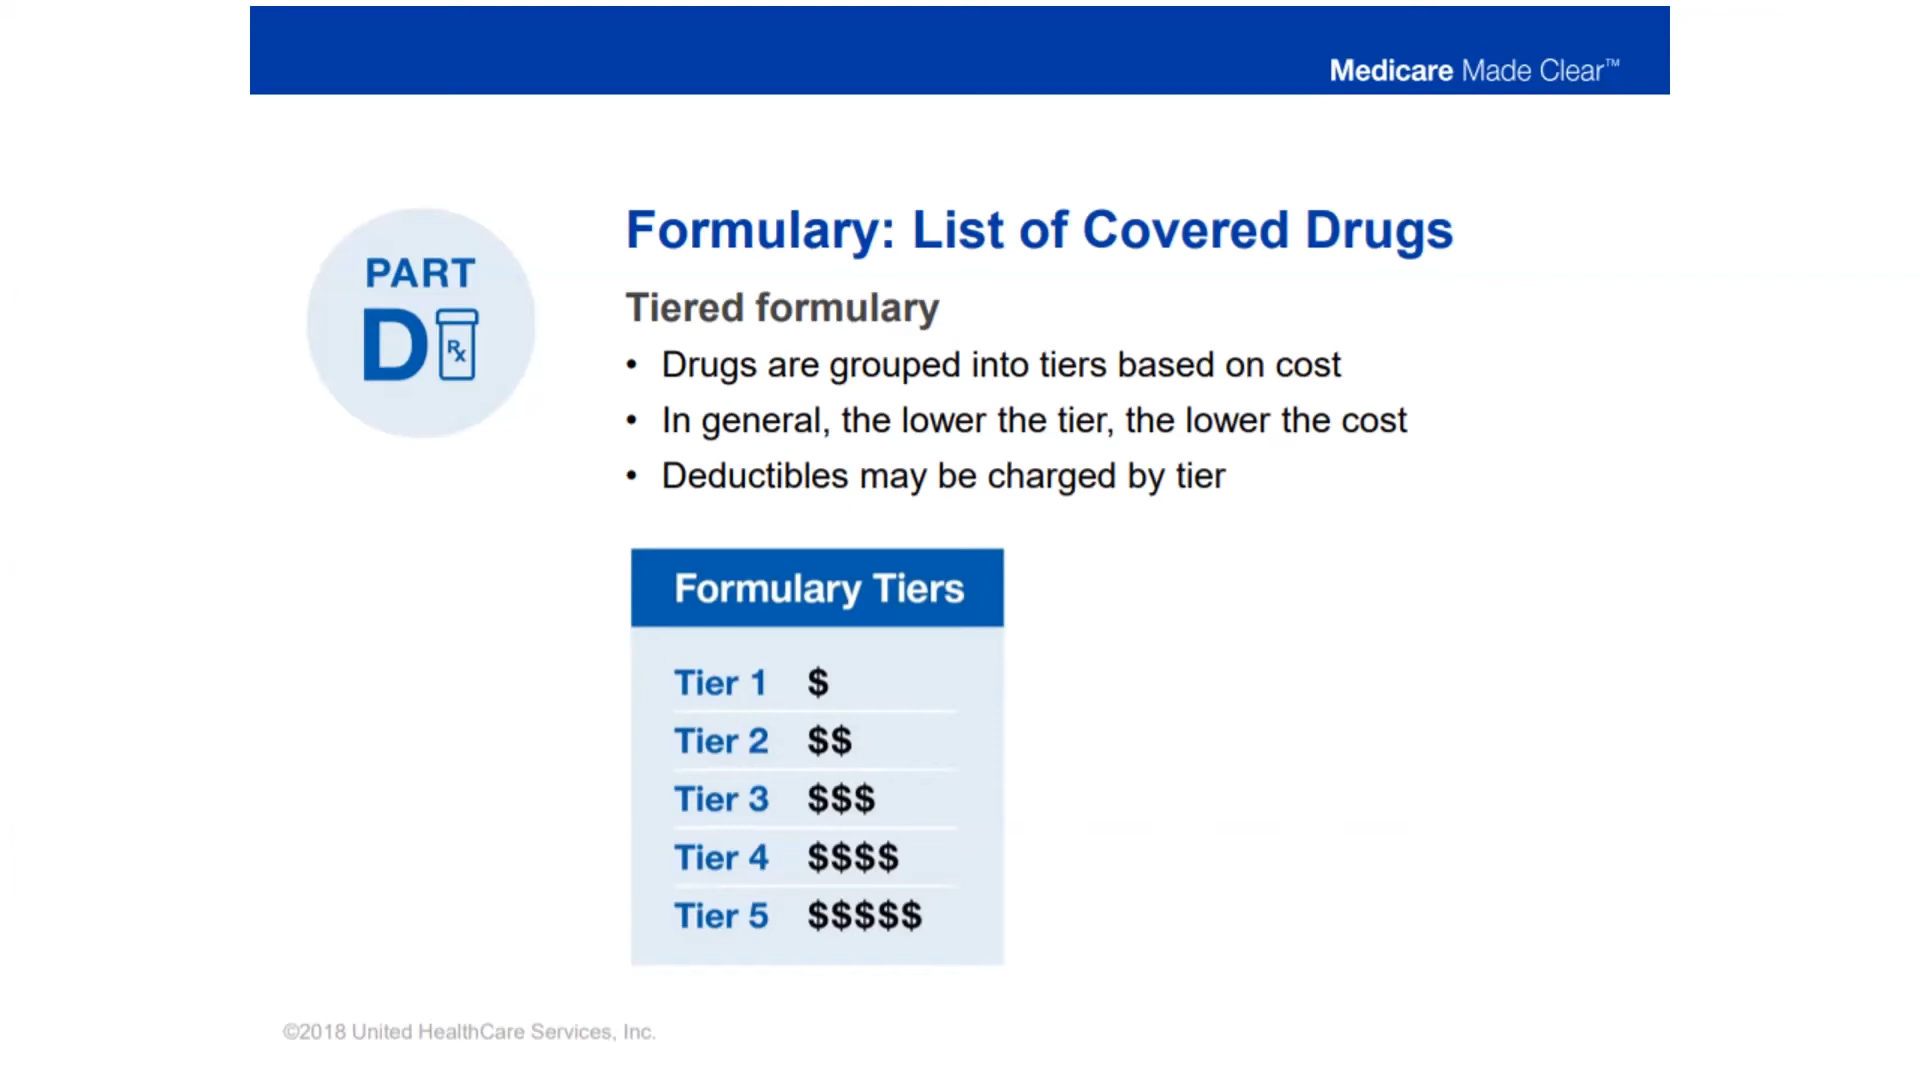 Medicare Made Clear™
PART
D Rx
Formulary: List of Covered Drugs
Tiered formulary
• Drugs are grouped into tiers based on cost
• In general, the lower the tier, the lower the cost
• Deductibles may be charged by tier
Formulary Tiers
Tier 1 $
Tier 2 $$
Tier 3 $$$
Tier 4 $$$$
Tier 5 $$$$$
©2018 United HealthCare Services, Inc.